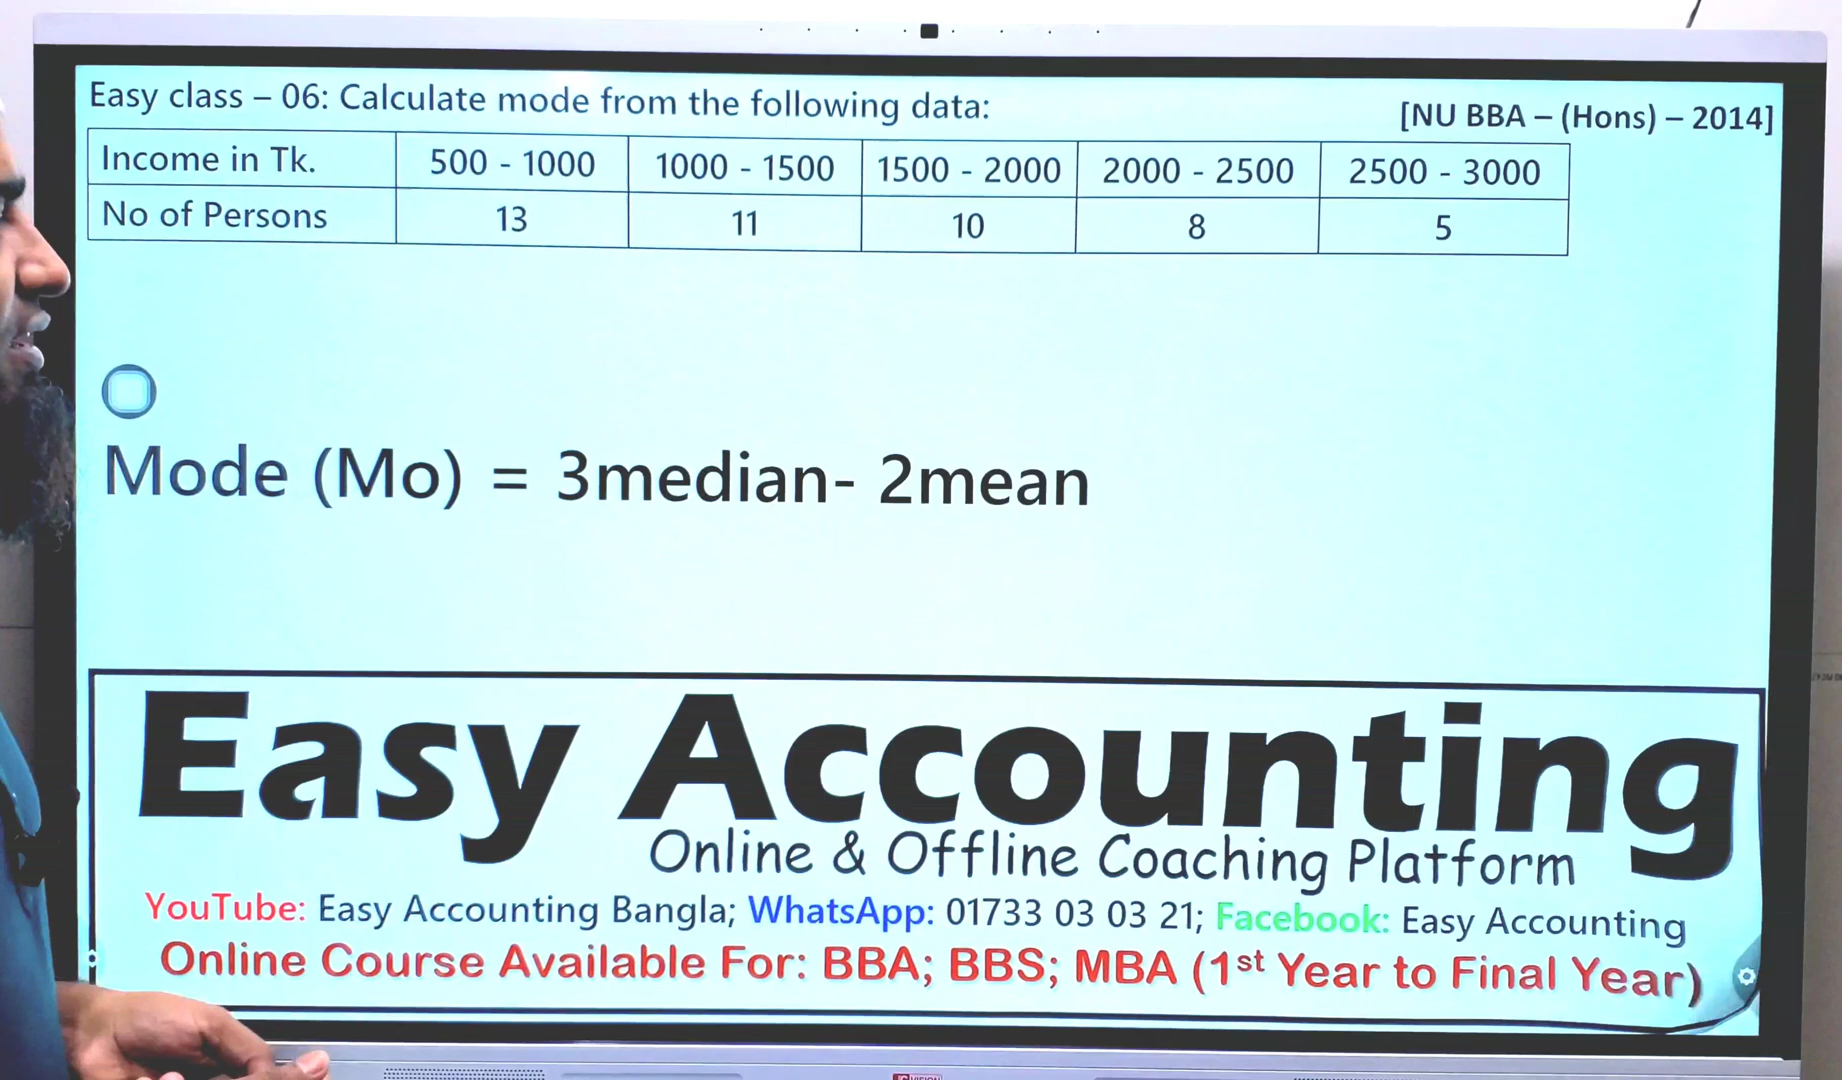 Easy class – 06: Calculate mode from the following data:
[NU BBA – (Hons) – 2014]
Income in Tk. 500 - 1000 1000 - 1500 1500 - 2000 2000 - 2500 2500 - 3000
No of Persons 13 11 10 8 5
Mode (Mo) = 3median- 2mean
Easy Accounting
Online & Offline Coaching Platform
YouTube: Easy Accounting Bangla; WhatsApp: 01733 03 03 21; Facebook: Easy Accounting
Online Course Available For: BBA; BBS; MBA (1st Year to Final Year)